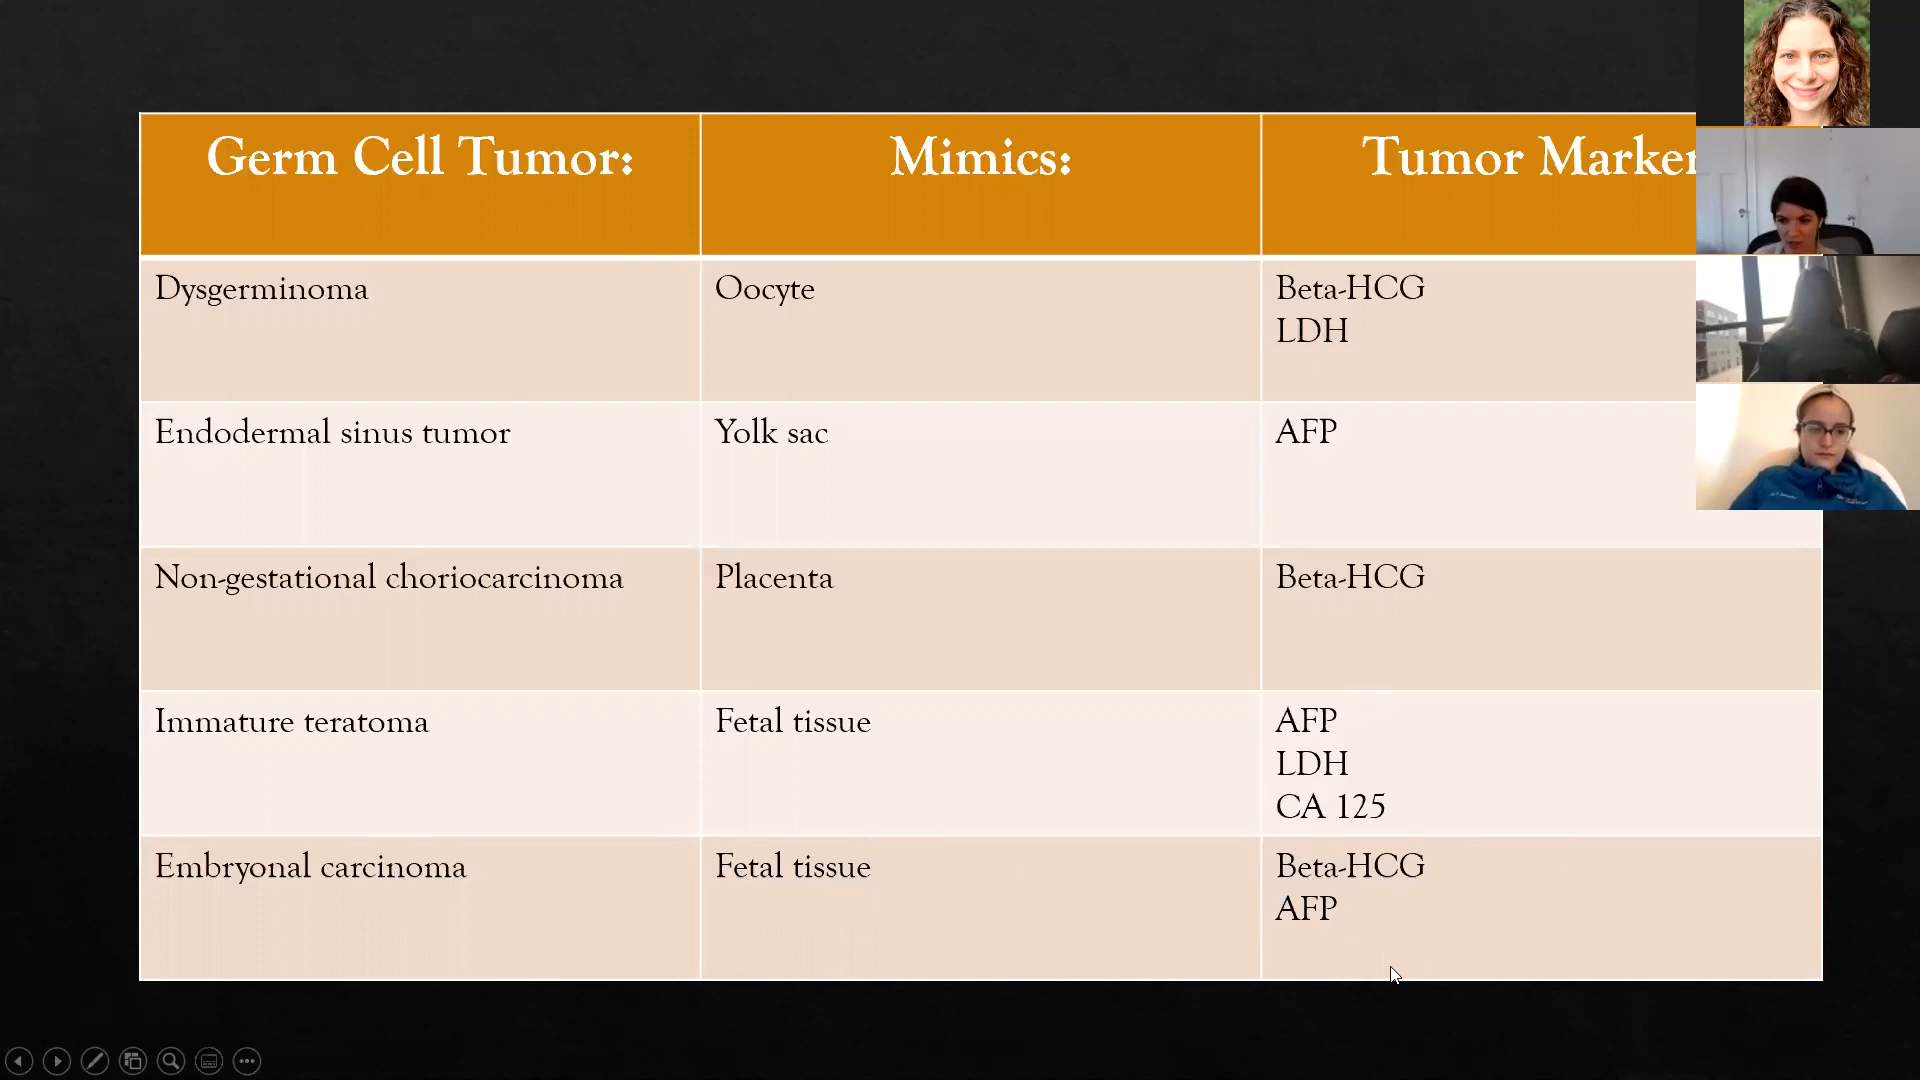 Germ Cell Tumor:
Mimics:
Tumor Marker
Dysgerminoma
Oocyte
Beta-HCG
LDH
Endodermal sinus tumor
Yolk sac
AFP
Non-gestational choriocarcinoma
Placenta
Beta-HCG
Immature teratoma
Fetal tissue
AFP
LDH
CA 125
Embryonal carcinoma
Fetal tissue
Beta-HCG
AFP